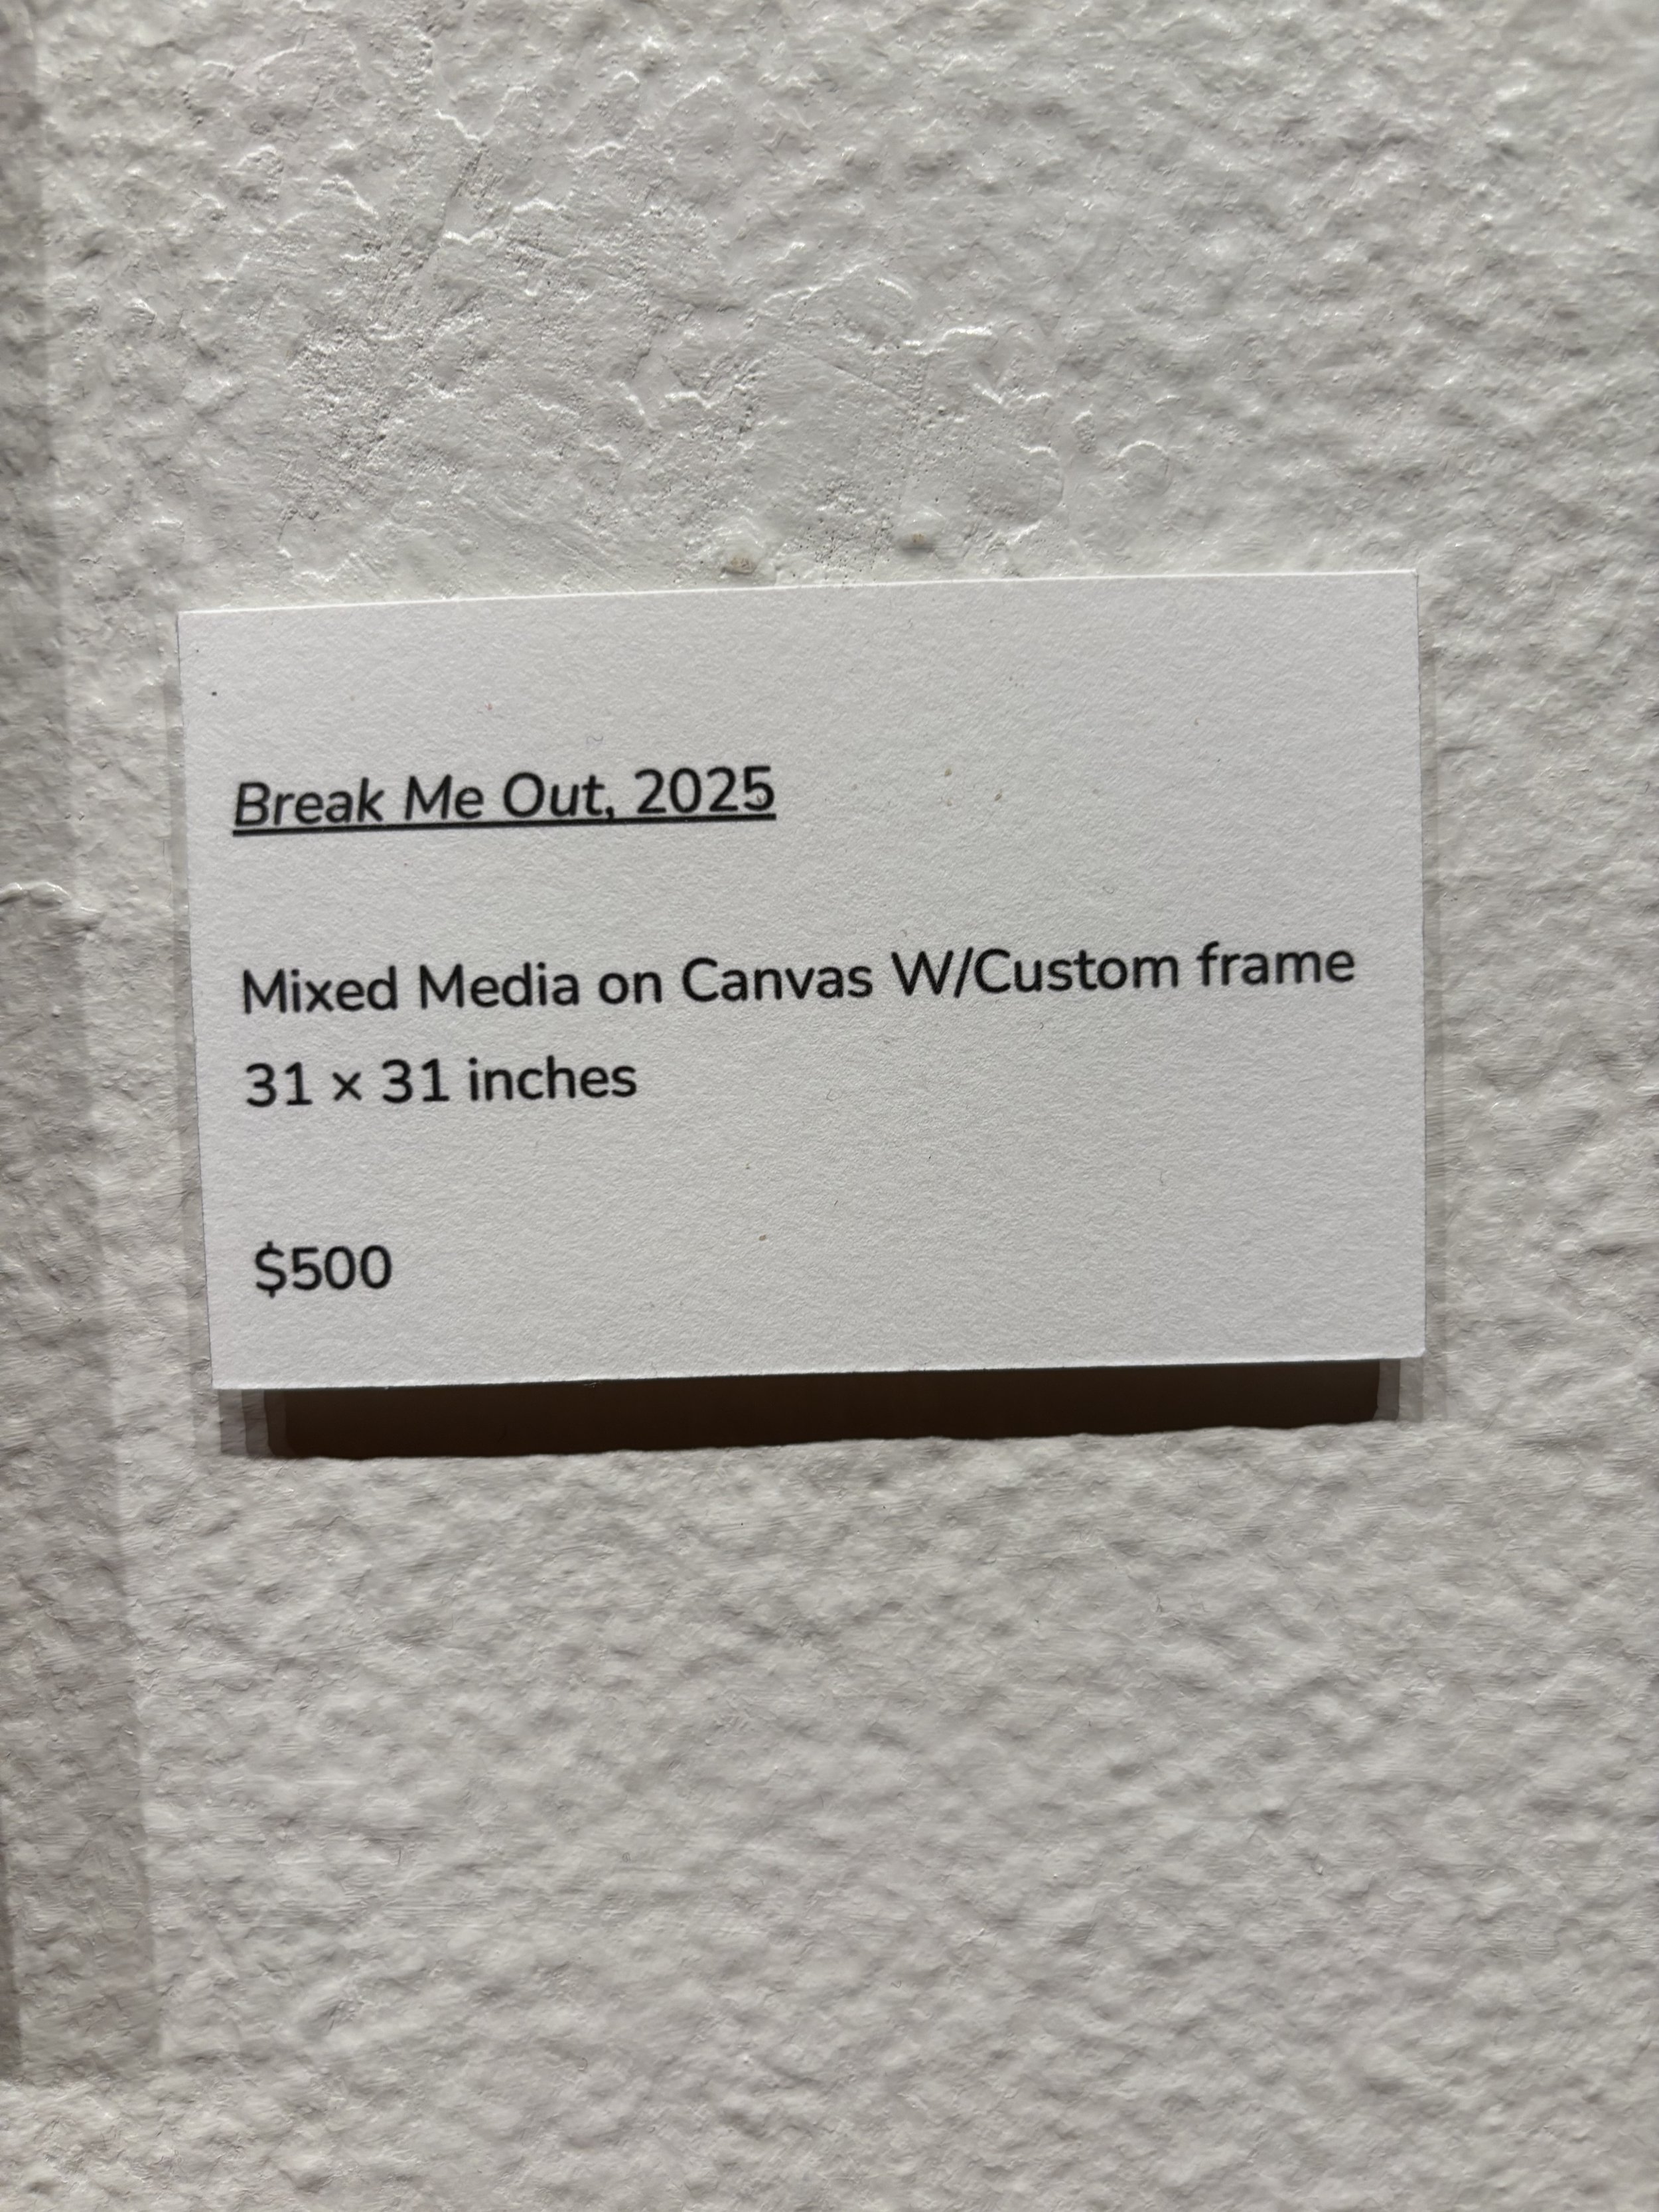 Break Me Out, 2025
Mixed Media on Canvas W/Custom frame
31 × 31 inches
$500